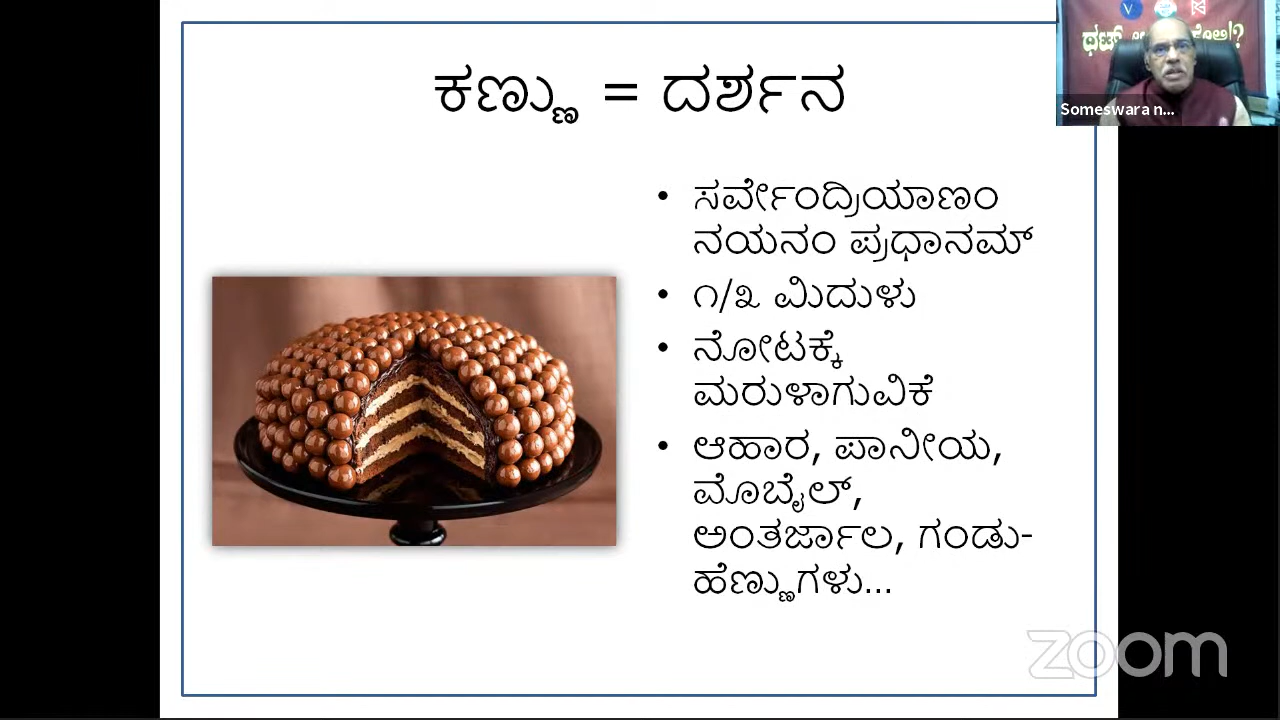 ಕಣ್ಣು = ದರ್ಶನ
• ಸರ್ವೇಂದ್ರಿಯಾಣಂ
ನಯನಂ ಪ್ರಧಾನಮ್
• ೧/೩ ಮಿದುಳು
• ನೋಟಕ್ಕೆ
ಮರುಳಾಗುವಿಕೆ
• ಆಹಾರ, ಪಾನೀಯ,
ಮೊಬೈಲ್,
ಅಂತರ್ಜಾಲ, ಗಂಡು-
ಹೆಣ್ಣುಗಳು...
Someswara n...
zoom